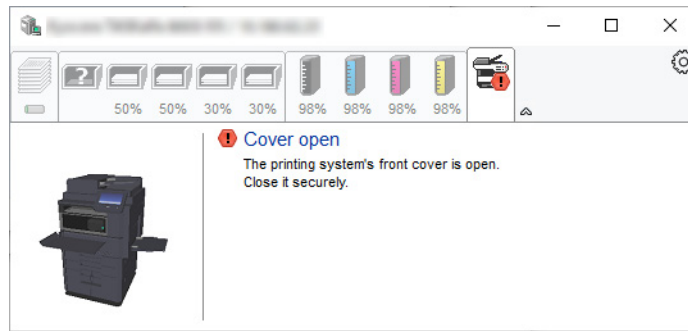 50% 50% 30% 30% 98% 98% 98% 98%
Cover open
The printing system's front cover is open.
Close it securely.